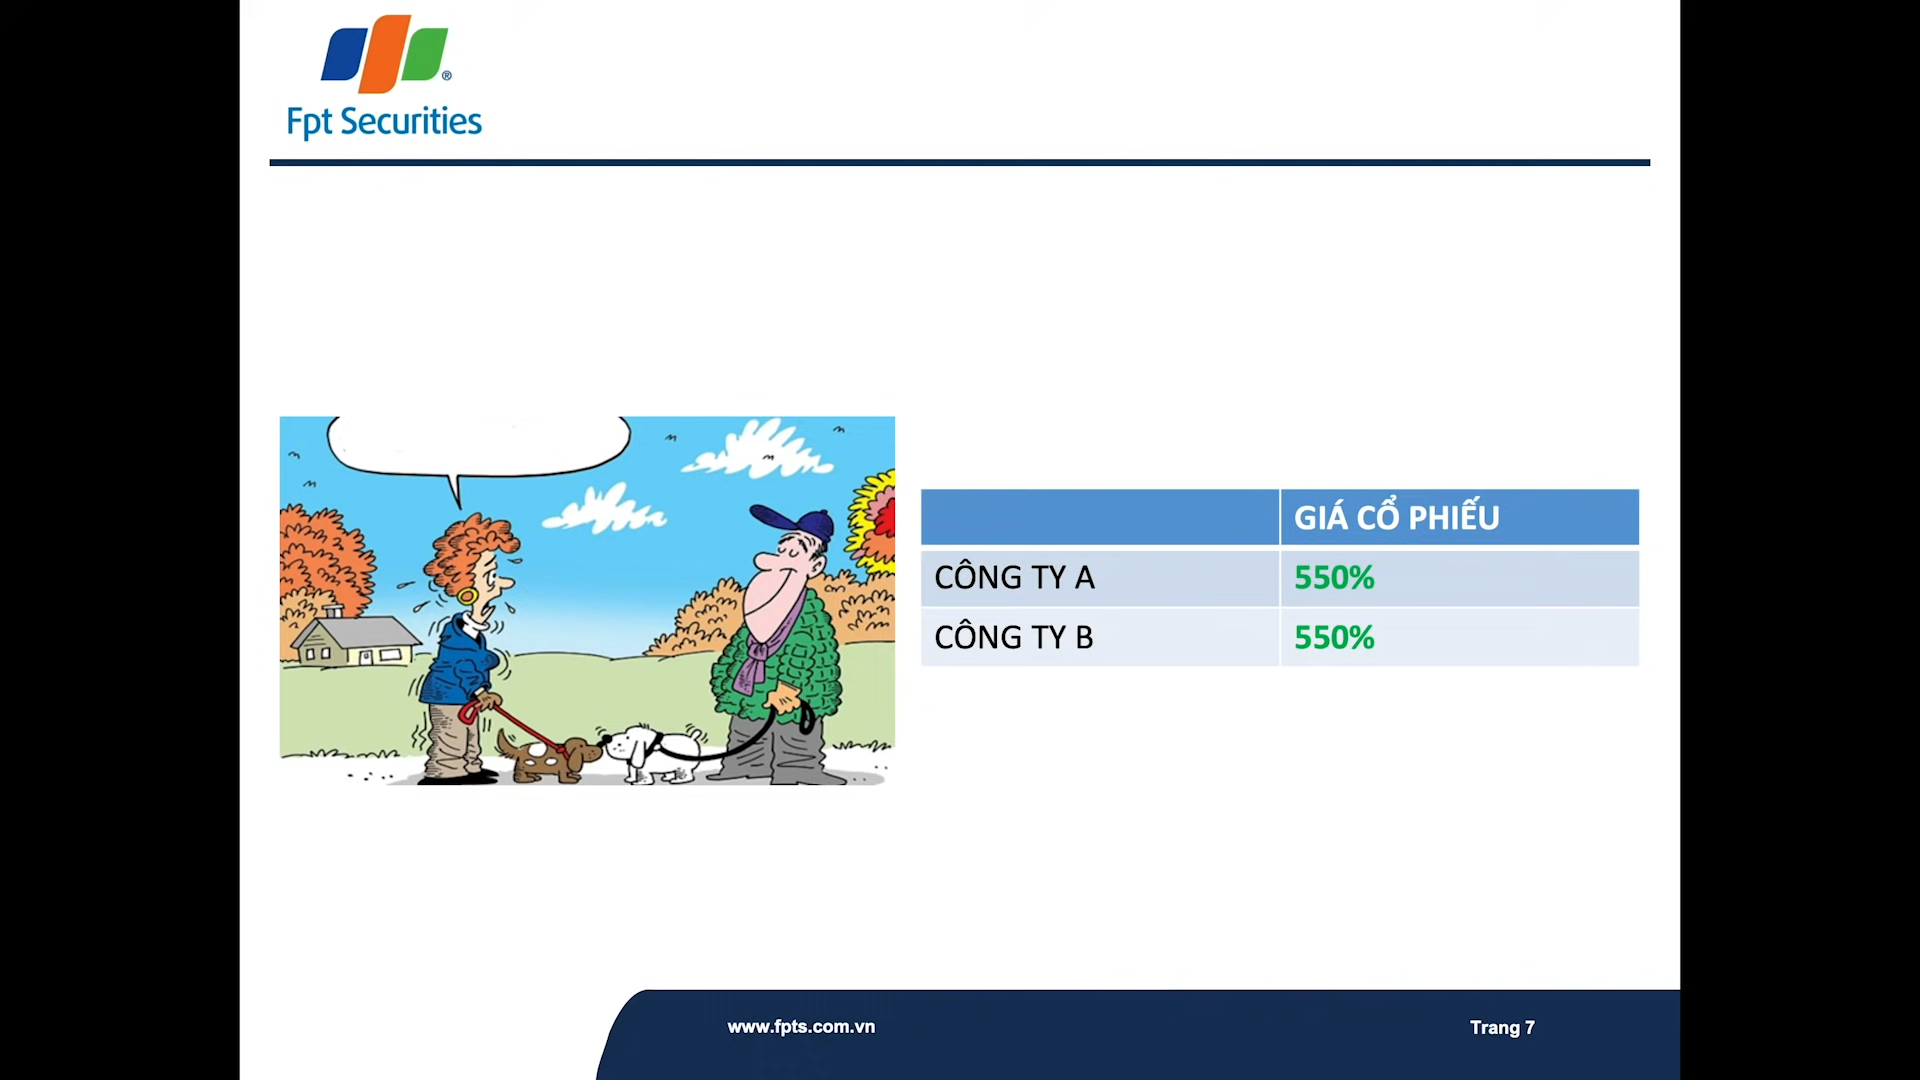 Fpt Securities
GIÁ CỔ PHIẾU
CÔNG TY A 550%
CÔNG TY B 550%
www.fpts.com.vn
Trang 7